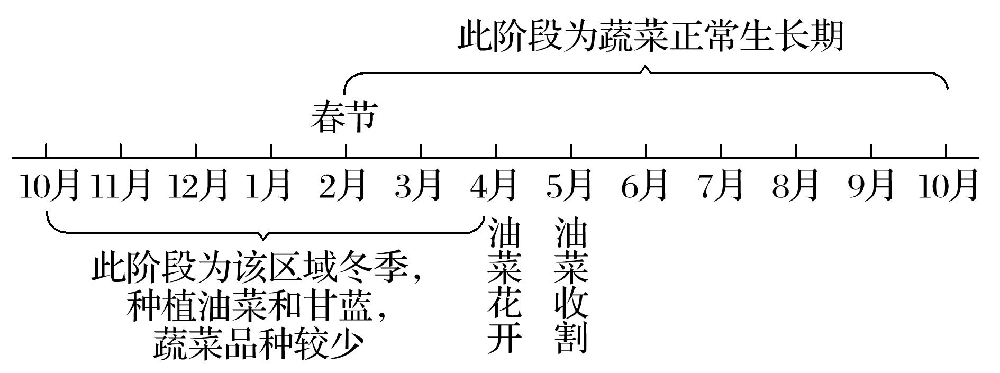 此阶段为蔬菜正常生长期
春节
10月 11月 12月 1月 2月 3月 4月 5月 6月 7月 8月 9月 10月
此阶段为该区域冬季，
种植油菜和甘蓝，
蔬菜品种较少
油菜花开
油菜收割